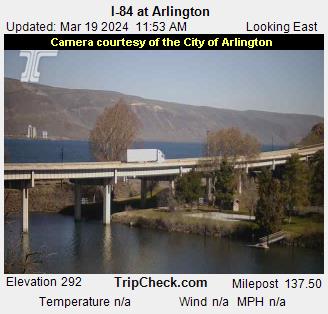 I-84 at Arlington
Updated: Mar 19 2024 11:53 AM Looking East
Camera courtesy of the City of Arlington
Elevation 292 TripCheck.com Milepost 137.50
Temperature n/a Wind n/a MPH n/a